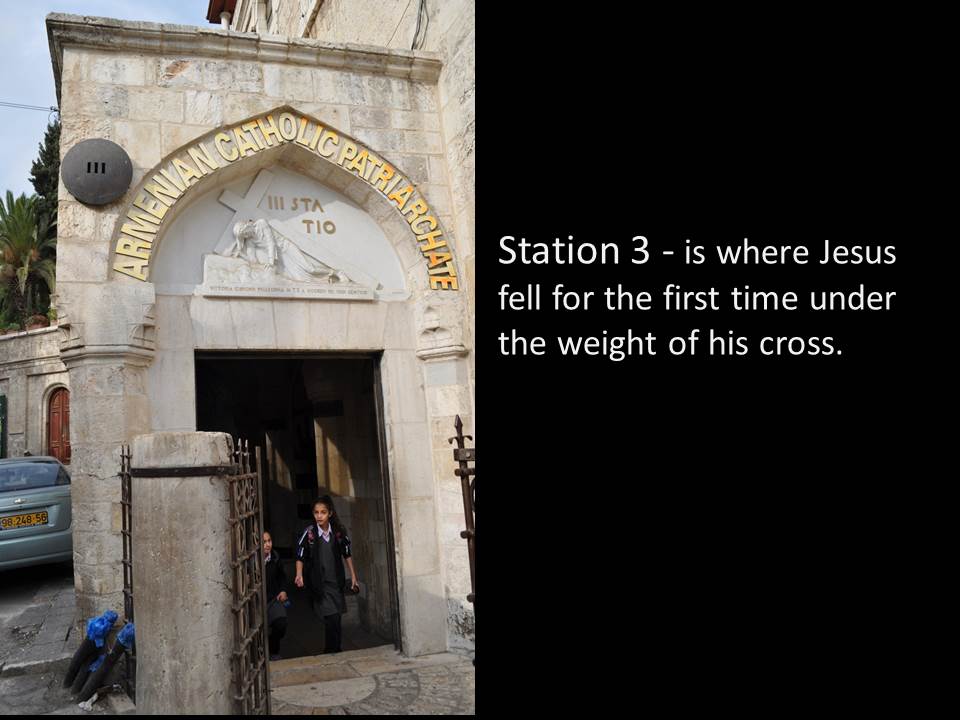 III
ARMENIAN CATHOLIC PATRIARCHATE
III STA
TIO
98·248·56
Station 3 - is where Jesus
fell for the first time under
the weight of his cross.